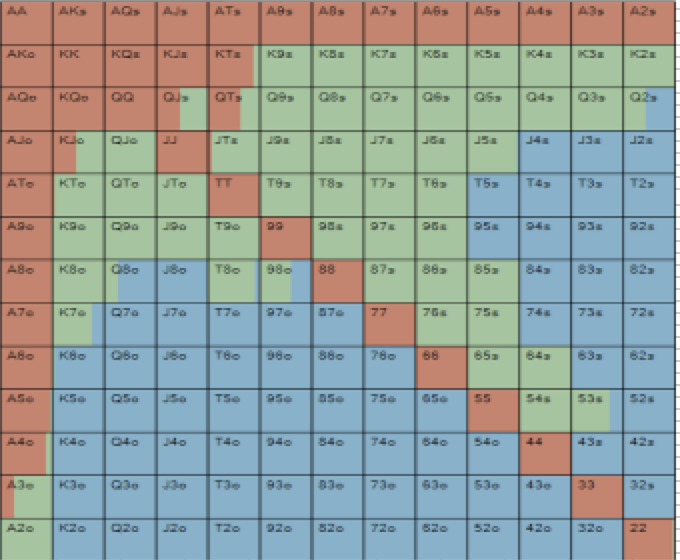 AA AKs AQs AJs ATs A9s A8s A7s A6s A5s A4s A3s A2s
AKo KK KQs KJs KTs K9s K8s K7s K6s K5s K4s K3s K2s
AQo KQo QQ QJs QTs Q9s Q8s Q7s Q6s Q5s Q4s Q3s Q2s
AJo KJo QJo JJ JTs J9s J8s J7s J6s J5s J4s J3s J2s
ATo KTo QTo JTo TT T9s T8s T7s T6s T5s T4s T3s T2s
A9o K9o Q9o J9o T9o 99 98s 97s 96s 95s 94s 93s 92s
A8o K8o Q8o J8o T8o 98o 88 87s 86s 85s 84s 83s 82s
A7o K7o Q7o J7o T7o 97o 87o 77 76s 75s 74s 73s 72s
A6o K6o Q6o J6o T6o 96o 86o 76o 66 65s 64s 63s 62s
A5o K5o Q5o J5o T5o 95o 85o 75o 65o 55 54s 53s 52s
A4o K4o Q4o J4o T4o 94o 84o 74o 64o 54o 44 43s 42s
A3o K3o Q3o J3o T3o 93o 83o 73o 63o 53o 43o 33 32s
A2o K2o Q2o J2o T2o 92o 82o 72o 62o 52o 42o 32o 22